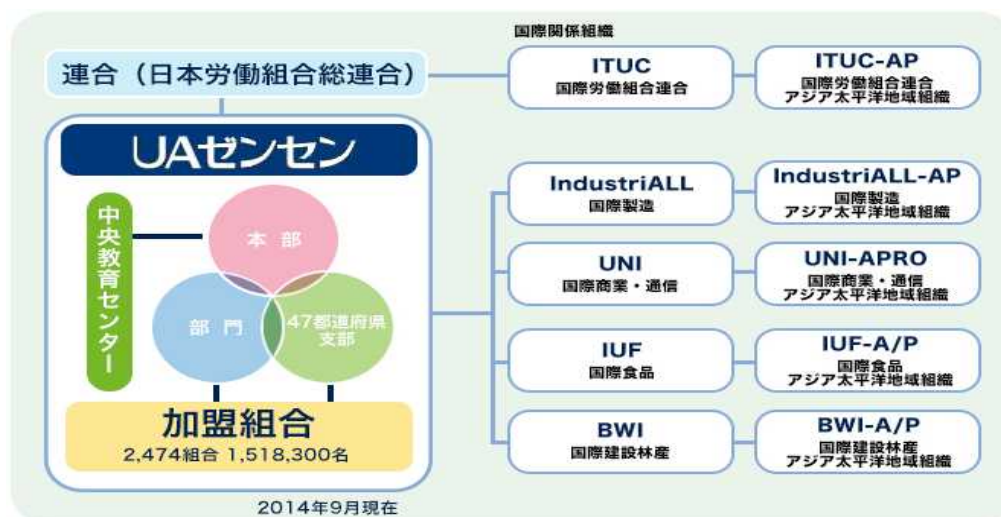 国際関係組織
連合（日本労働組合総連合）
ITUC
国際労働組合連合
ITUC-AP
国際労働組合連合
アジア太平洋地域組織
UAゼンセン
中央教育センター
本部
部門
47都道府県
支部
加盟組合
2,474組合 1,518,300名
2014年9月現在
IndustriALL
国際製造
IndustriALL-AP
国際製造
アジア太平洋地域組織
UNI
国際商業・通信
UNI-APRO
国際商業・通信
アジア太平洋地域組織
IUF
国際食品
IUF-A/P
国際食品
アジア太平洋地域組織
BWI
国際建設林産
BWI-A/P
国際建設林産
アジア太平洋地域組織